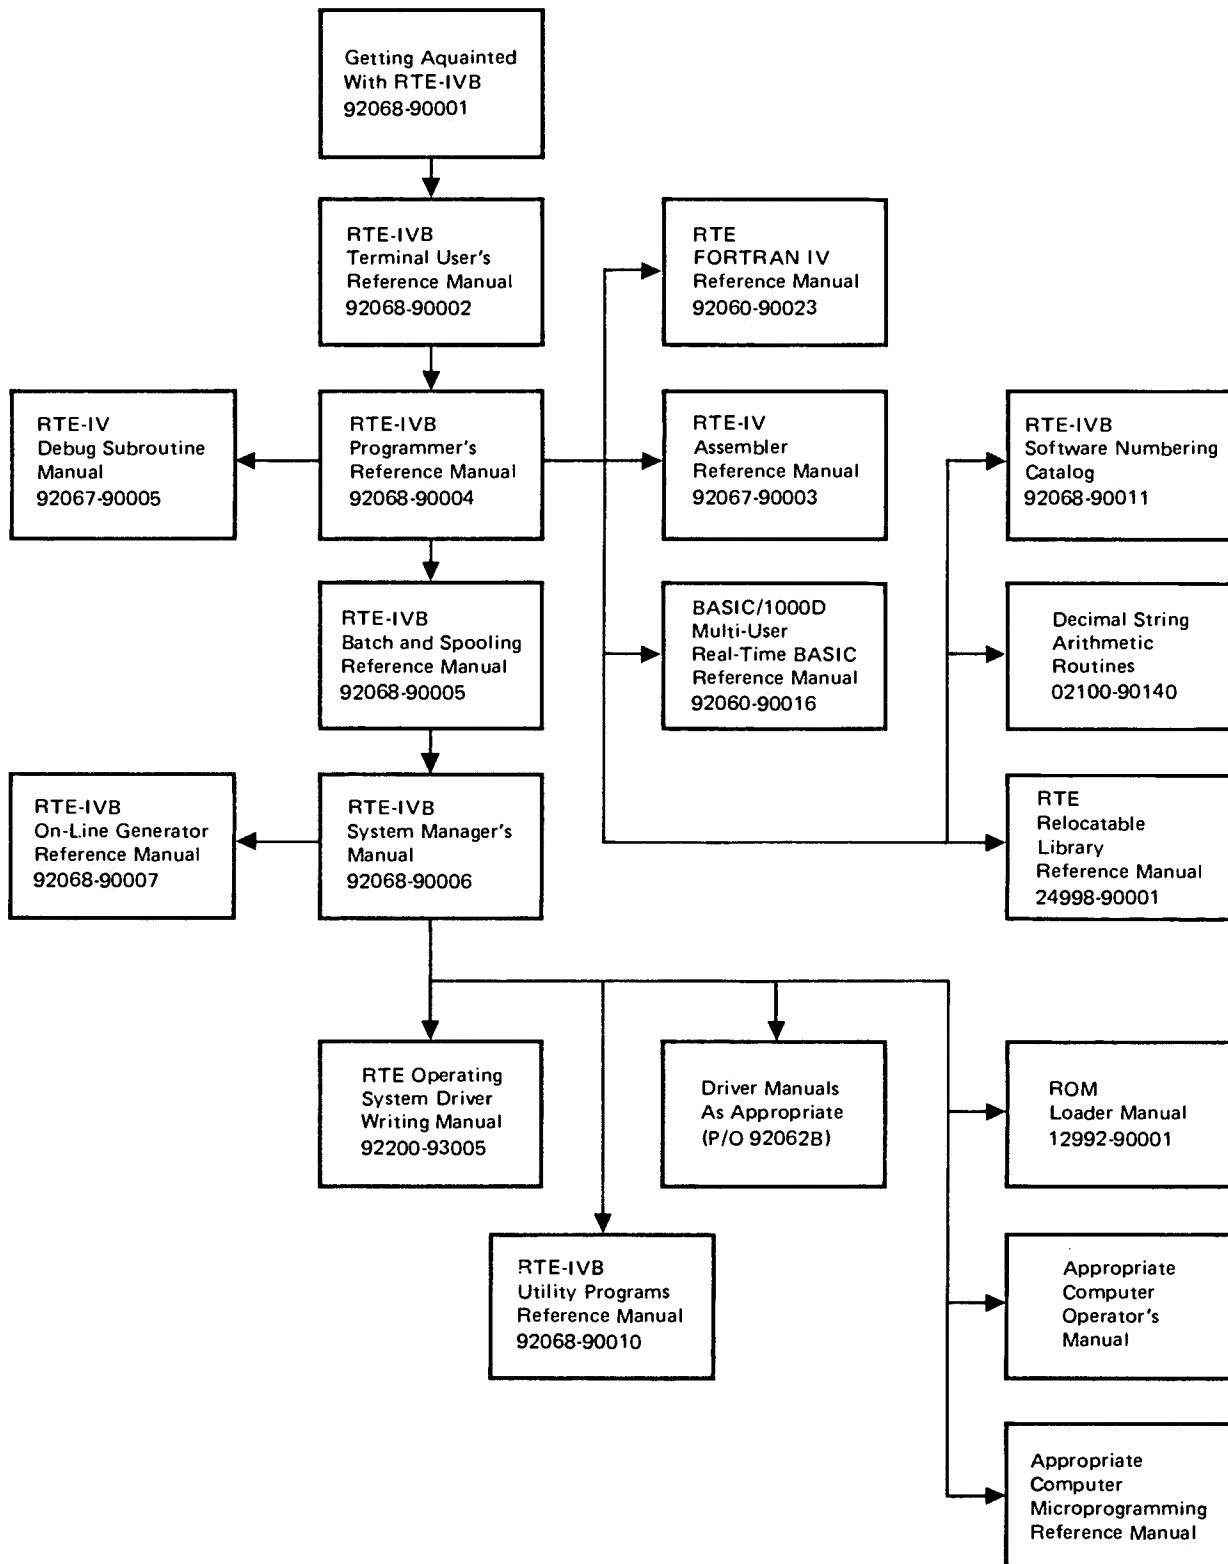 Getting Aquainted
With RTE-IVB
92068-90001
RTE-IVB
Terminal User's
Reference Manual
92068-90002
RTE
FORTRAN IV
Reference Manual
92060-90023
RTE-IV
Debug Subroutine
Manual
92067-90005
RTE-IVB
Programmer's
Reference Manual
92068-90004
RTE-IV
Assembler
Reference Manual
92067-90003
RTE-IVB
Software Numbering
Catalog
92068-90011
RTE-IVB
Batch and Spooling
Reference Manual
92068-90005
BASIC/1000D
Multi-User
Real-Time BASIC
Reference Manual
92060-90016
Decimal String
Arithmetic
Routines
02100-90140
RTE-IVB
On-Line Generator
Reference Manual
92068-90007
RTE-IVB
System Manager's
Manual
92068-90006
RTE
Relocatable
Library
Reference Manual
24998-90001
RTE Operating
System Driver
Writing Manual
92200-93005
Driver Manuals
As Appropriate
(P/O 92062B)
ROM
Loader Manual
12992-90001
RTE-IVB
Utility Programs
Reference Manual
92068-90010
Appropriate
Computer
Operator's
Manual
Appropriate
Computer
Microprogramming
Reference Manual